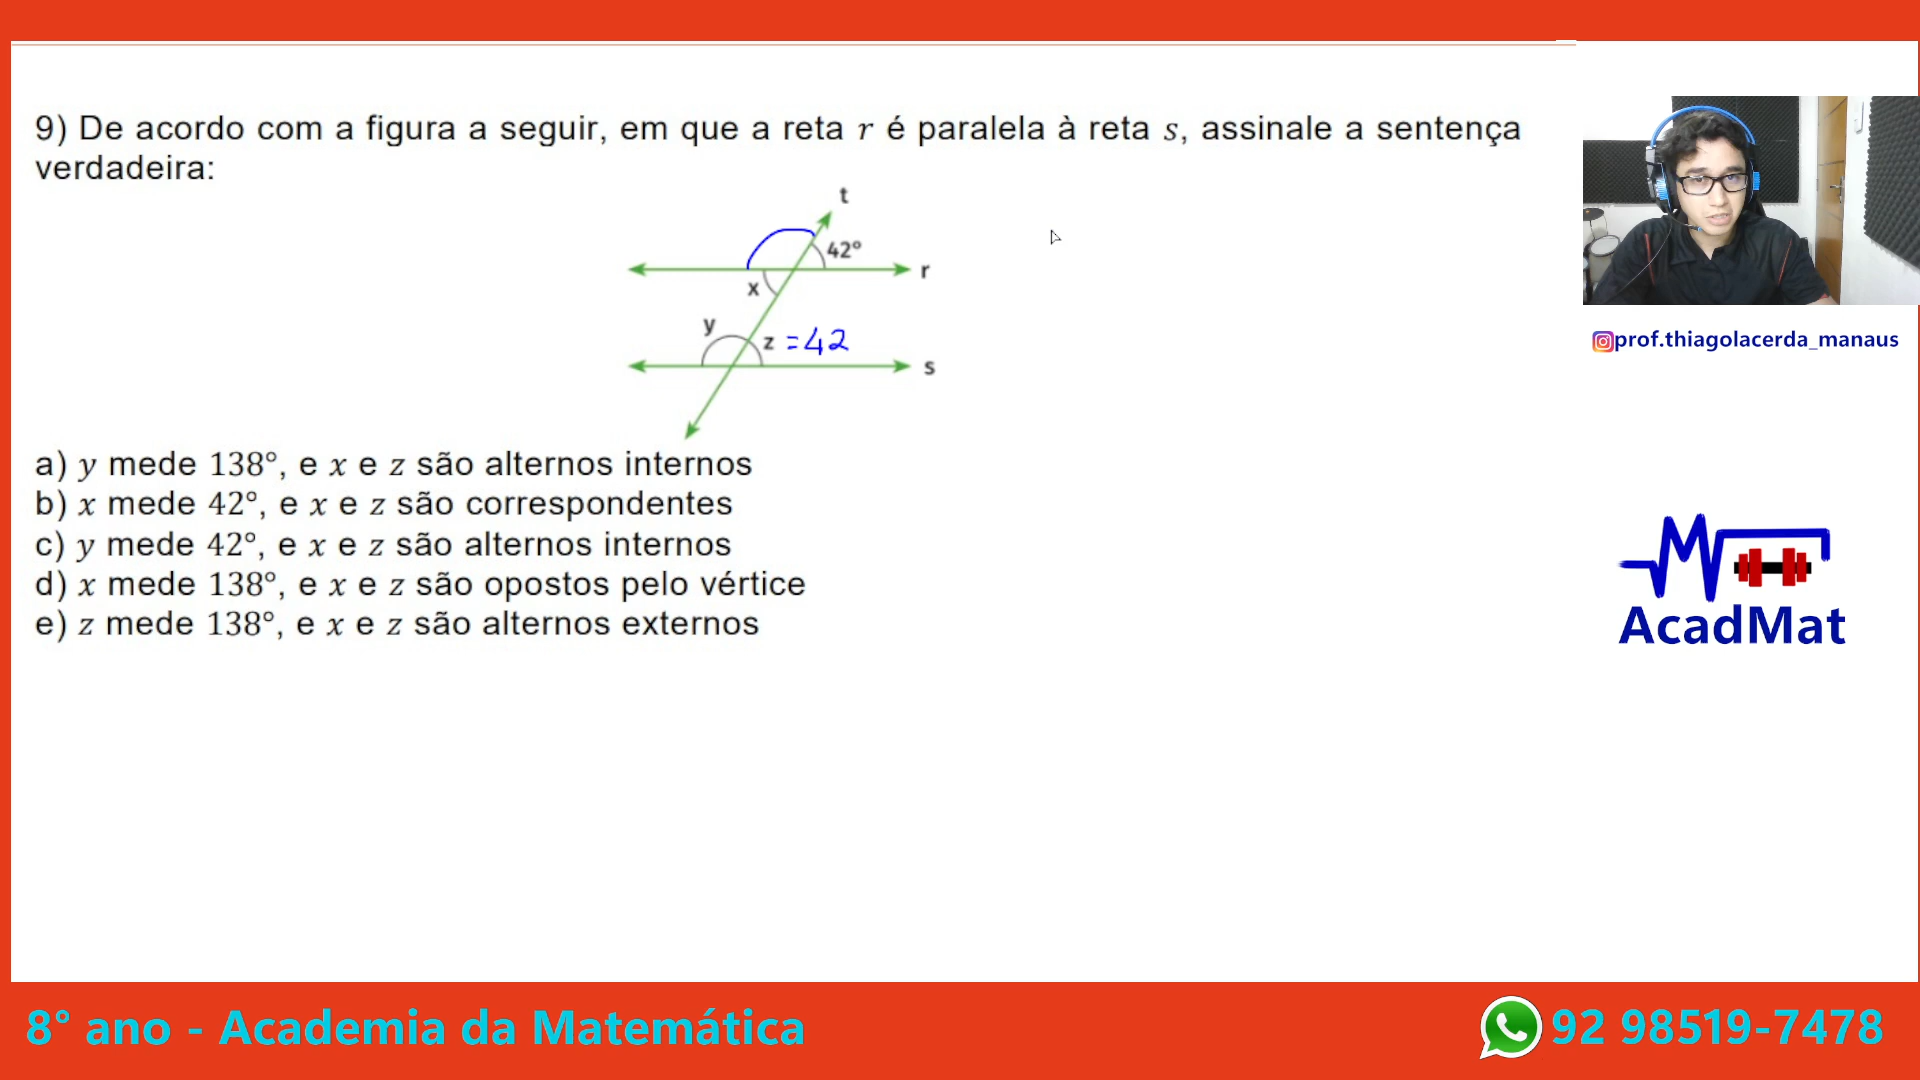 9) De acordo com a figura a seguir, em que a reta r é paralela à reta s, assinale a sentença
verdadeira:
t
42°
r
x
y
z = 42
s
a) y mede 138°, e x e z são alternos internos
b) x mede 42°, e x e z são correspondentes
c) y mede 42°, e x e z são alternos internos
d) x mede 138°, e x e z são opostos pelo vértice
e) z mede 138°, e x e z são alternos externos
prof.thiagolacerda_manaus
AcadMat
8° ano - Academia da Matemática
92 98519-7478